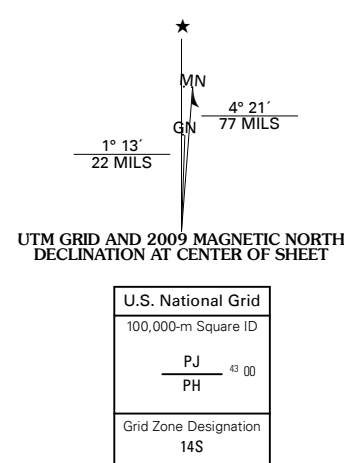 ★
MN
4° 21´
77 MILS
GN
1° 13´
22 MILS
UTM GRID AND 2009 MAGNETIC NORTH
DECLINATION AT CENTER OF SHEET
U.S. National Grid
100,000-m Square ID
PJ
43 00
PH
Grid Zone Designation
14S